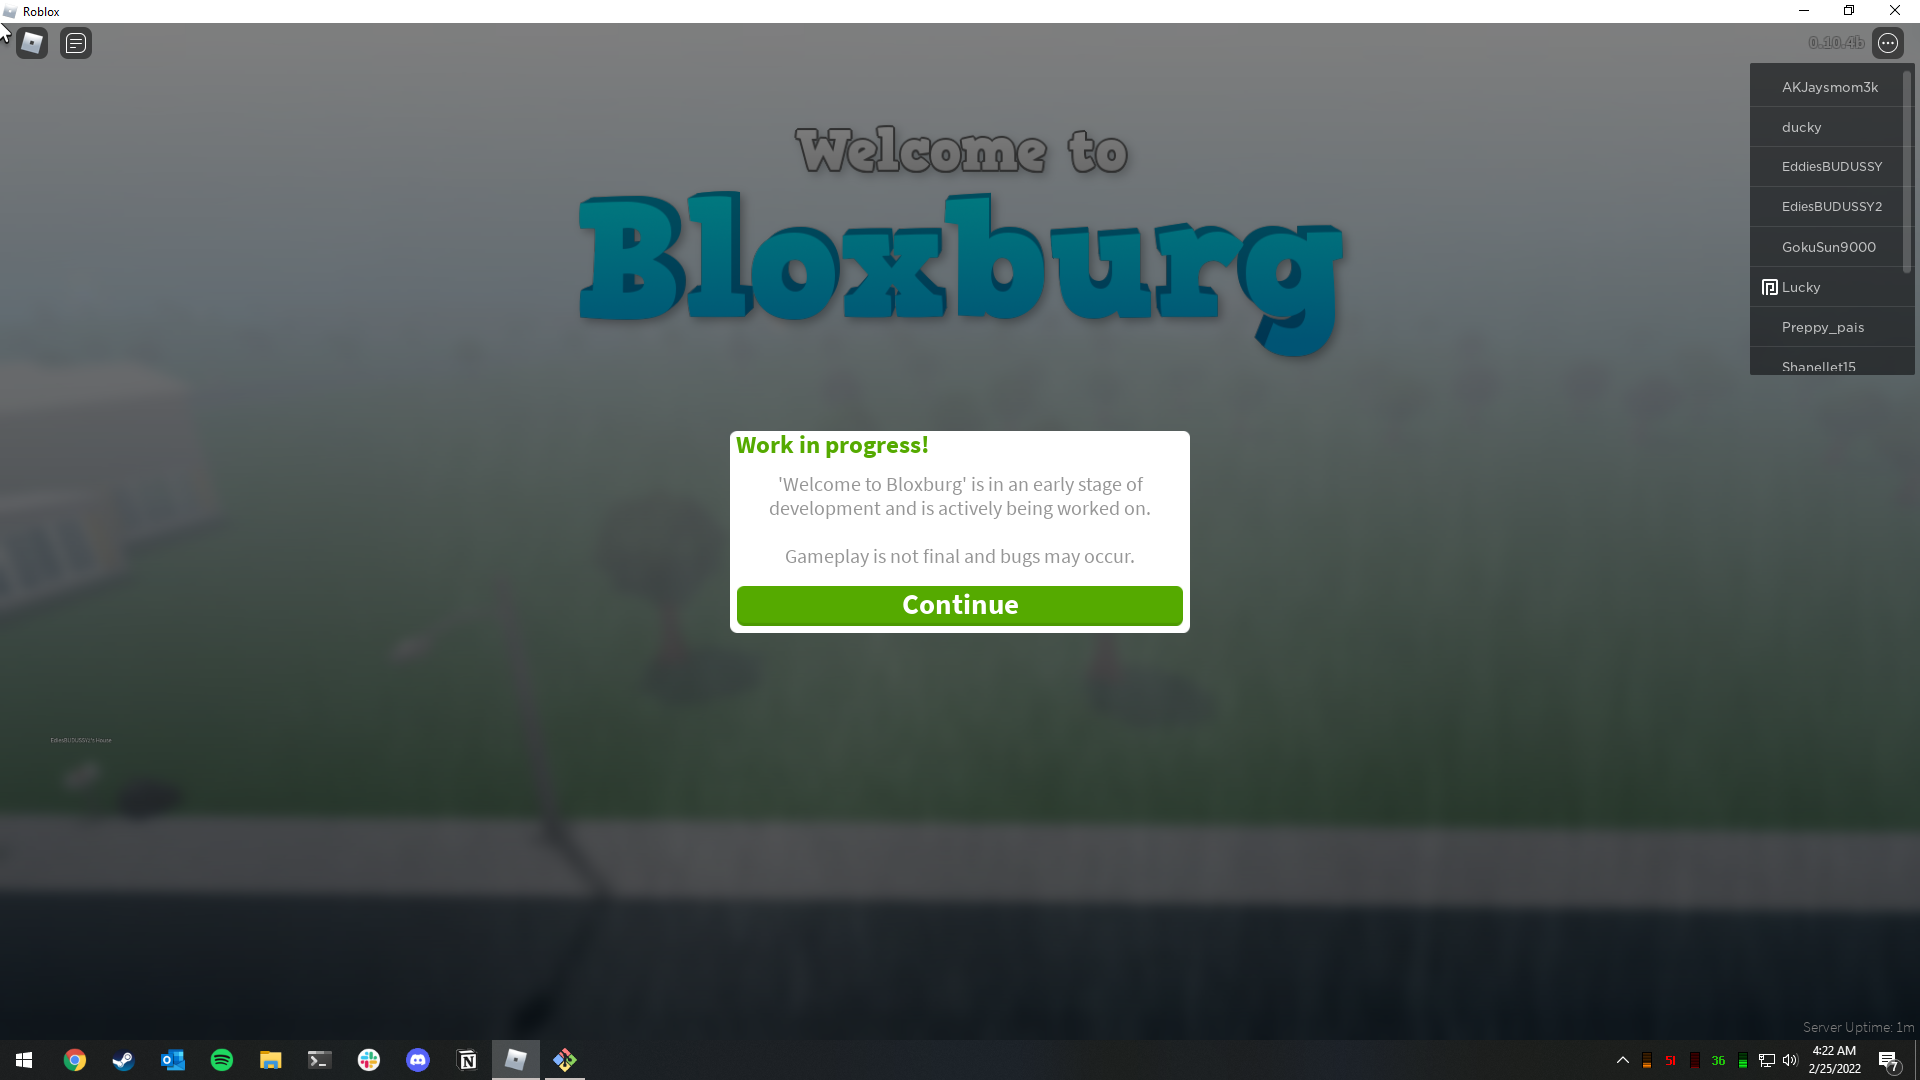 Roblox
0.10.4b
AKJaysmom3k
ducky
EddiesBUDUSSY
EdiesBUDUSSY2
GokuSun9000
Lucky
Preppy_pais
Shanellet15
Welcome to
Bloxburg
Work in progress!
'Welcome to Bloxburg' is in an early stage of
development and is actively being worked on.
Gameplay is not final and bugs may occur.
Continue
EdiesBUDUSSY2's House
Server Uptime: 1m
51
36
4:22 AM
2/25/2022
7